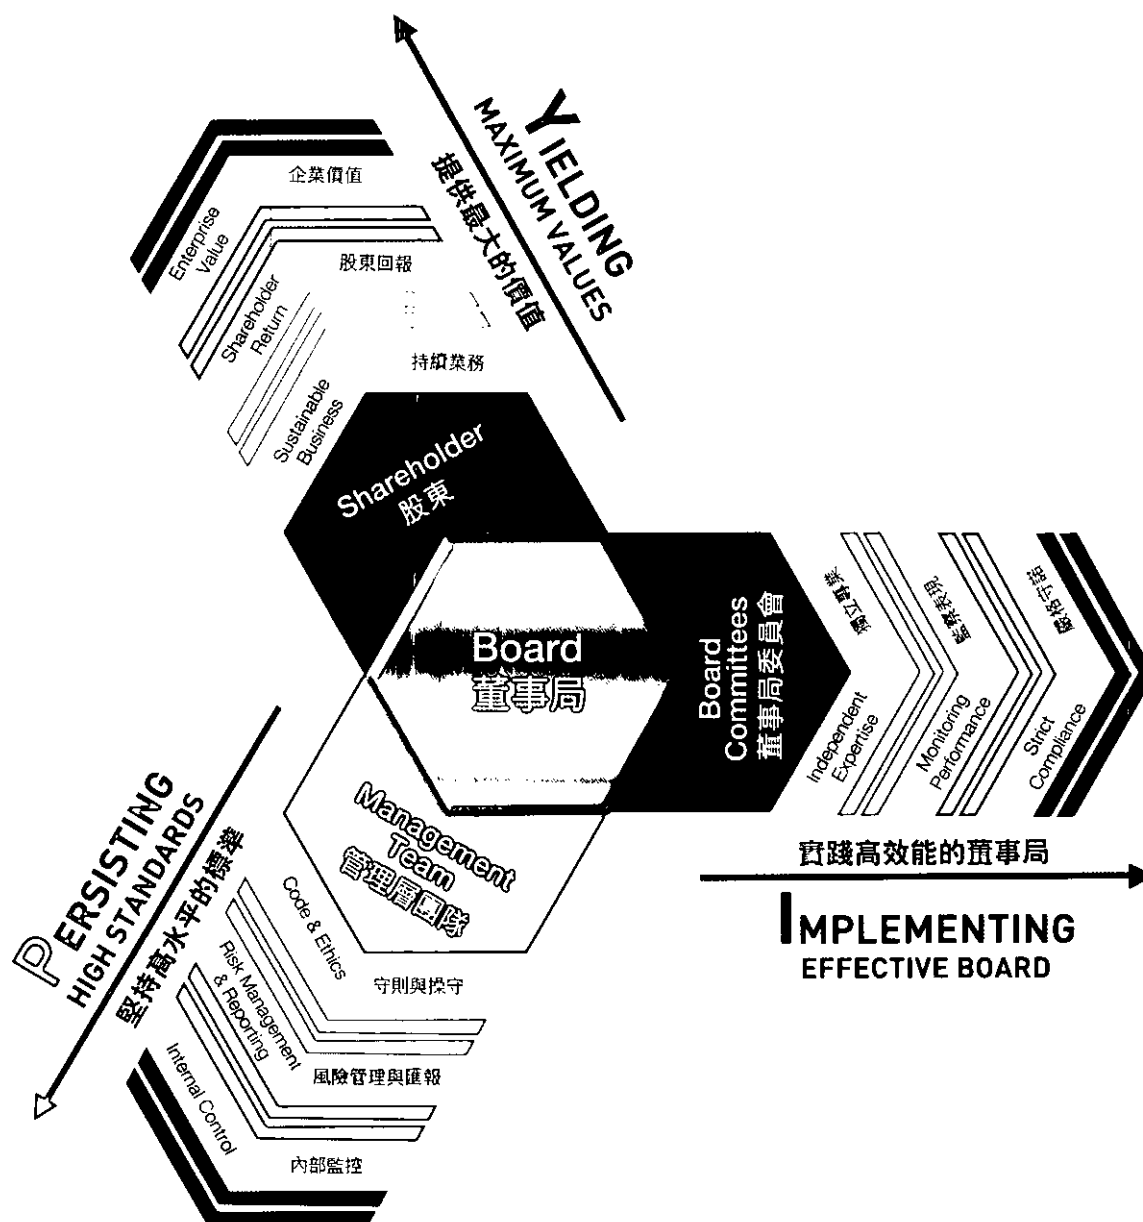 YIELDING
MAXIMUM VALUES
提供最大的價值
企業價值
Enterprise
Value
股東回報
Shareholder
Return
持續業務
Sustainable
Business
Shareholder
股東
Board
董事局
Board
Committees
董事局委員會
獨立專業
Independent
Expertise
監察表現
Monitoring
Performance
嚴格守路
Strict
Compliance
實踐高效能的董事局
IMPLEMENTING
EFFECTIVE BOARD
Management
Team
管理層團隊
PERSISTING
HIGH STANDARDS
堅持高水平的標準
Code & Ethics
守則與操守
Risk Management
& Reporting
風險管理與匯報
Internal Control
內部監控